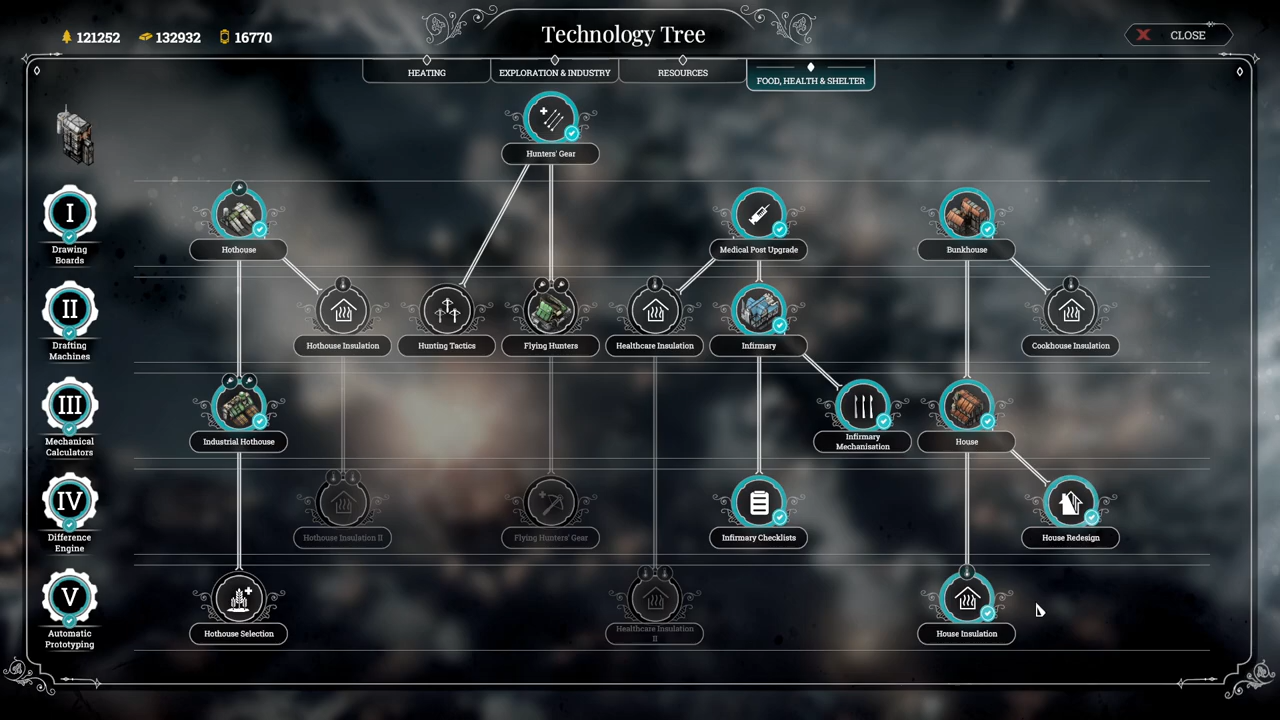 121252 132932 16770
Technology Tree
CLOSE
HEATING
EXPLORATION & INDUSTRY
RESOURCES
FOOD, HEALTH & SHELTER
Hunters' Gear
I
Drawing
Boards
Hothouse
Medical Post Upgrade
Bunkhouse
II
Drafting
Machines
Hothouse Insulation
Hunting Tactics
Flying Hunters
Healthcare Insulation
Infirmary
Cookhouse Insulation
III
Mechanical
Calculators
Industrial Hothouse
Infirmary
Mechanisation
House
IV
Difference
Engine
Hothouse Insulation II
Flying Hunters' Gear
Infirmary Checklists
House Redesign
V
Automatic
Prototyping
Hothouse Selection
Healthcare Insulation
II
House Insulation